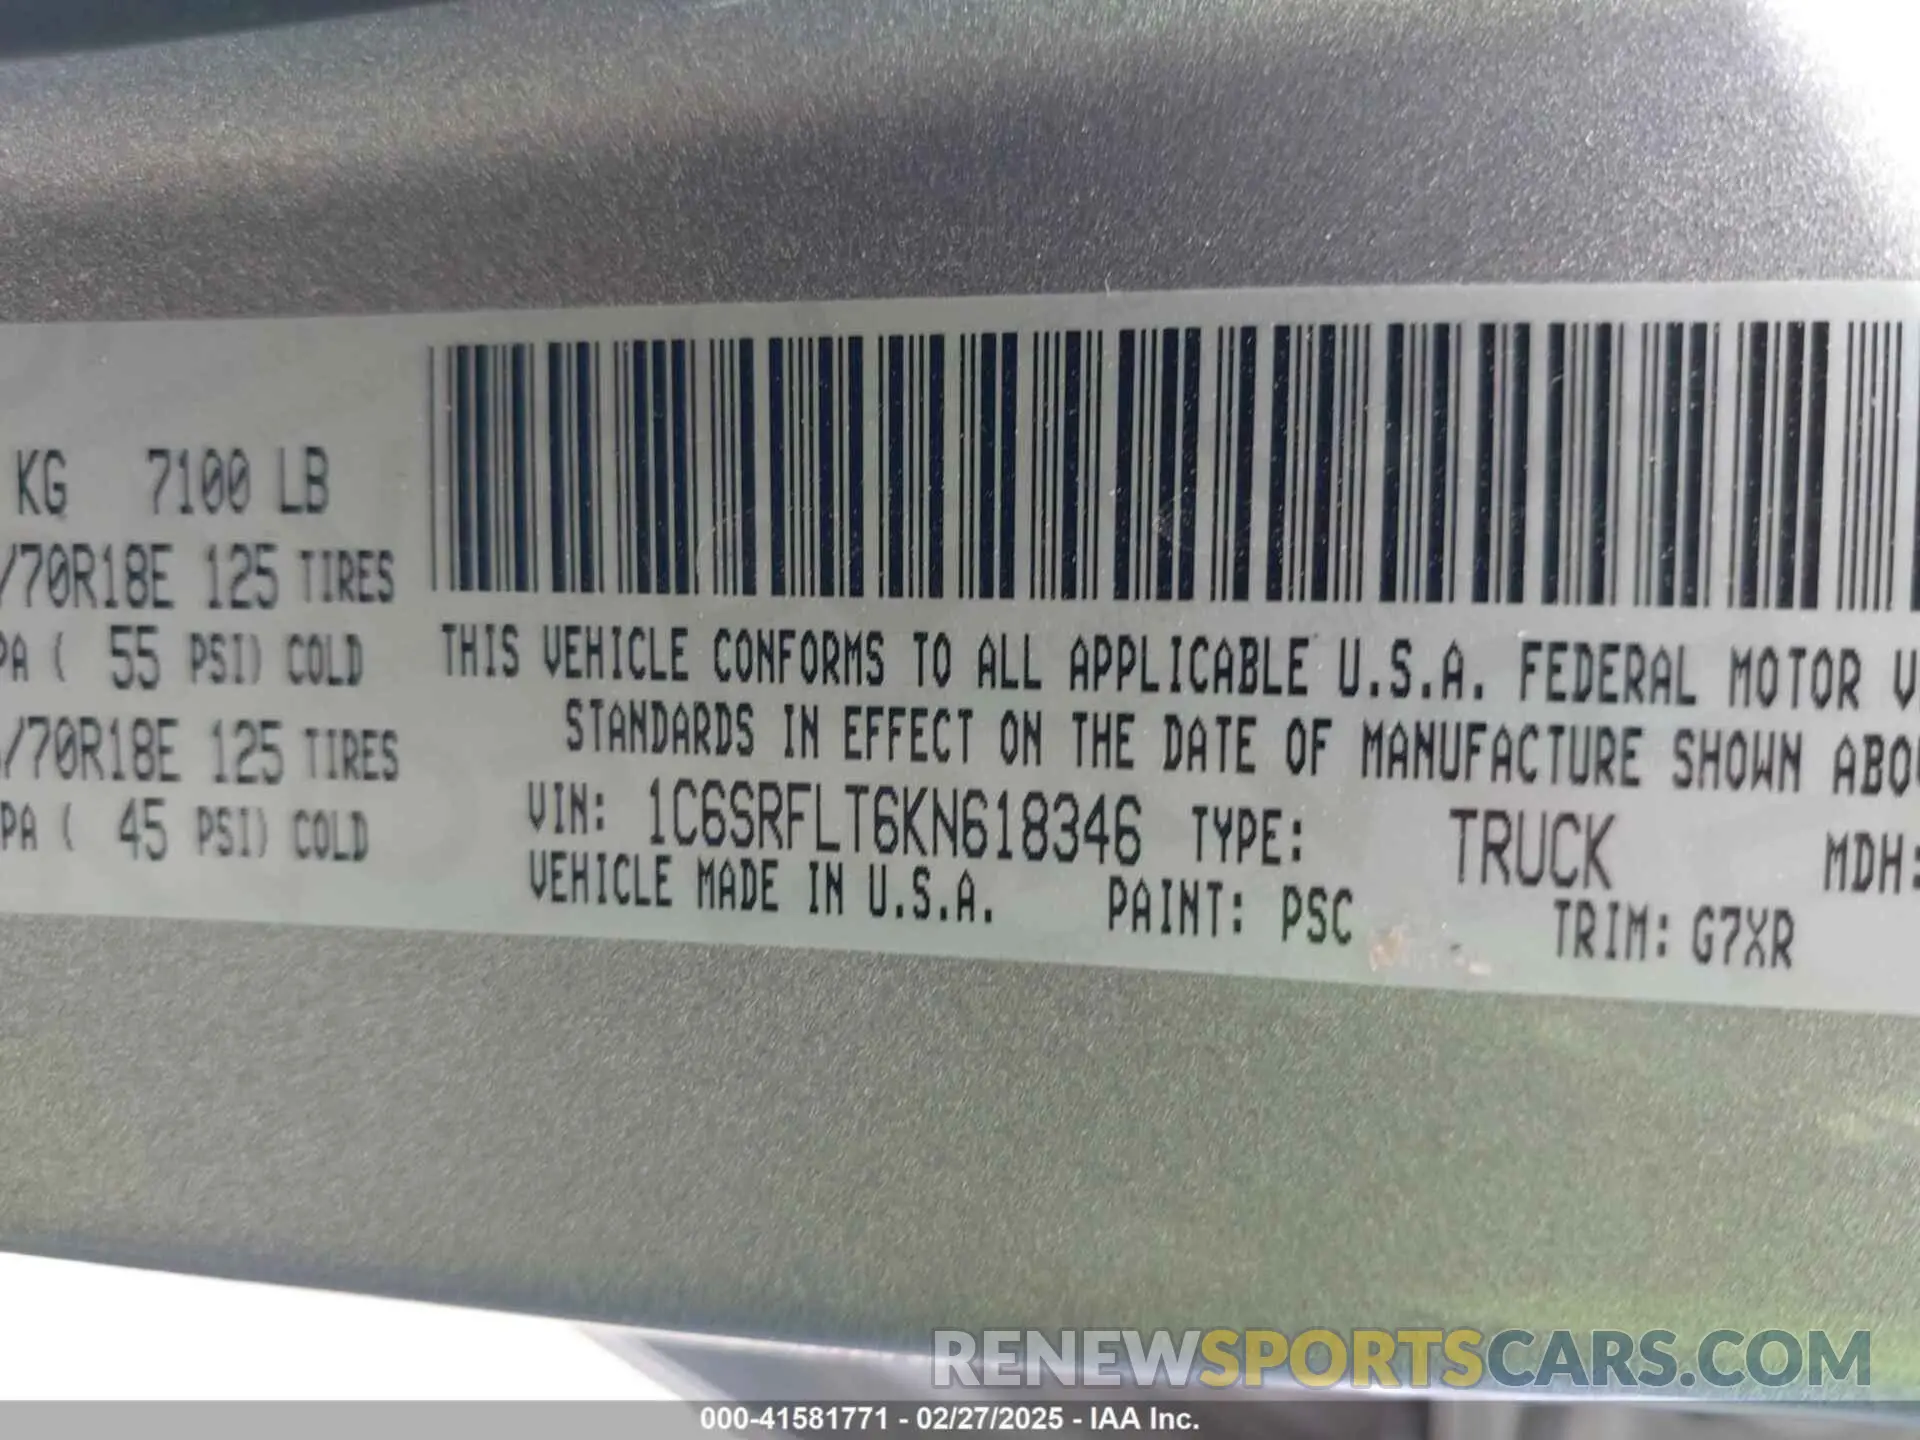 KG 7100 LB
/70R18E 125 TIRES
PA ( 55 PSI) COLD
/70R18E 125 TIRES
PA ( 45 PSI) COLD
THIS VEHICLE CONFORMS TO ALL APPLICABLE U.S.A. FEDERAL MOTOR V
STANDARDS IN EFFECT ON THE DATE OF MANUFACTURE SHOWN ABO
VIN: 1C6SRFLT6KN618346 TYPE: TRUCK MDH:
VEHICLE MADE IN U.S.A. PAINT: PSC TRIM: G7XR
RENEWSPORTSCARS.COM
000-41581771 - 02/27/2025 - IAA Inc.